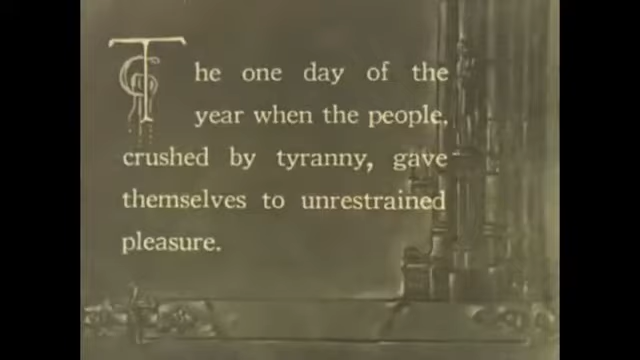 The one day of the
year when the people,
crushed by tyranny, gave
themselves to unrestrained
pleasure.